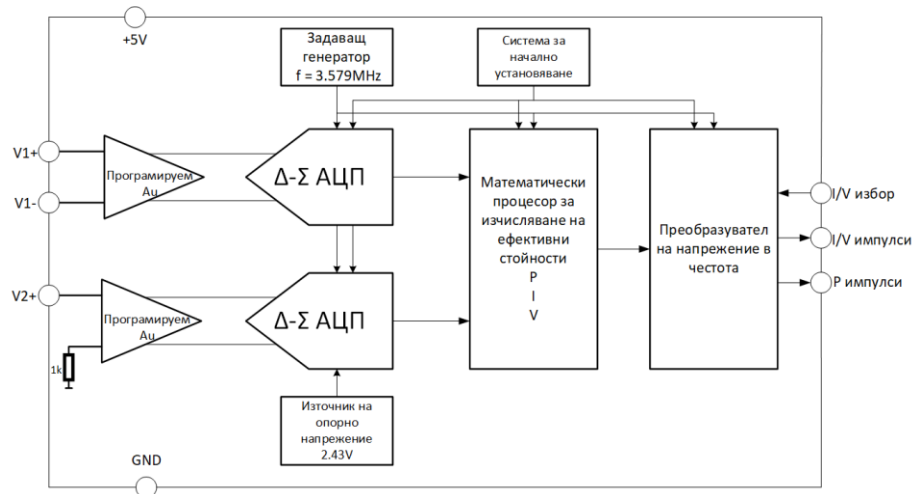 +5V
Задаващ
генератор
f = 3.579MHz
Система за
начално
установяване
V1+
V1-
Програмируем
Au
Δ-Σ АЦП
Математически
процесор за
изчисляване на
ефективни
стойности
P
I
V
Преобразувател
на напрежение в
честота
I/V избор
I/V импулси
P импулси
V2+
1k
Програмируем
Au
Δ-Σ АЦП
Източник на
опорно
напрежение
2.43V
GND